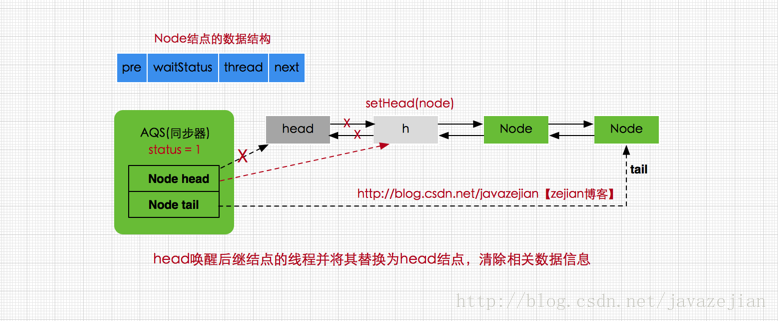 Node结点的数据结构
pre waitStatus thread next
setHead(node)
AQS(同步器)
status = 1
head X X h Node Node
X
Node head
Node tail
tail
http://blog.csdn.net/javazejian【zejian博客】
head唤醒后继结点的线程并将其替换为head结点，清除相关数据信息
http://blog.csdn.net/javazejian